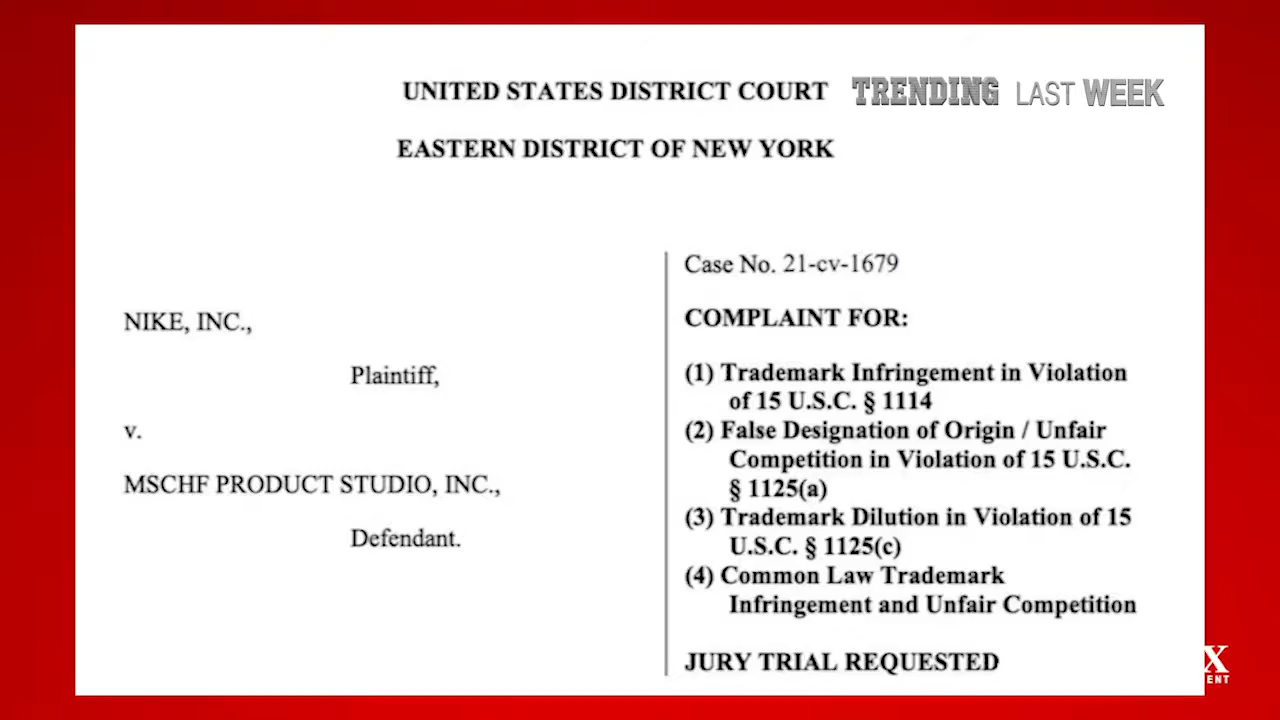 UNITED STATES DISTRICT COURT
TRENDING LAST WEEK
EASTERN DISTRICT OF NEW YORK
NIKE, INC.,
Plaintiff,
v.
MSCHF PRODUCT STUDIO, INC.,
Defendant.
Case No. 21-cv-1679
COMPLAINT FOR:
(1) Trademark Infringement in Violation
of 15 U.S.C. § 1114
(2) False Designation of Origin / Unfair
Competition in Violation of 15 U.S.C.
§ 1125(a)
(3) Trademark Dilution in Violation of 15
U.S.C. § 1125(c)
(4) Common Law Trademark
Infringement and Unfair Competition
JURY TRIAL REQUESTED
X
ENT